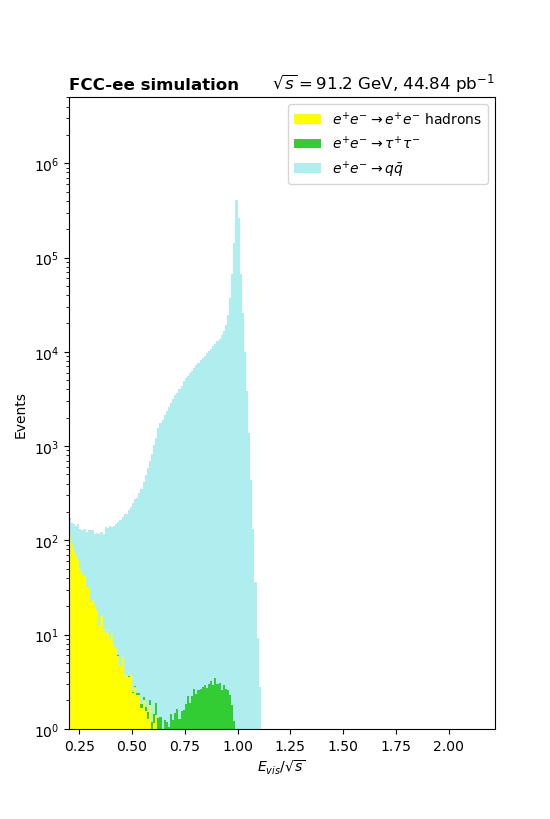 FCC-ee simulation
√s = 91.2 GeV, 44.84 pb⁻¹
e⁺e⁻ → e⁺e⁻ hadrons
e⁺e⁻ → τ⁺τ⁻
e⁺e⁻ → qq̄
10⁶
10⁵
10⁴
10³
10²
10¹
10⁰
Events
0.25 0.50 0.75 1.00 1.25 1.50 1.75 2.00
E_vis/√s